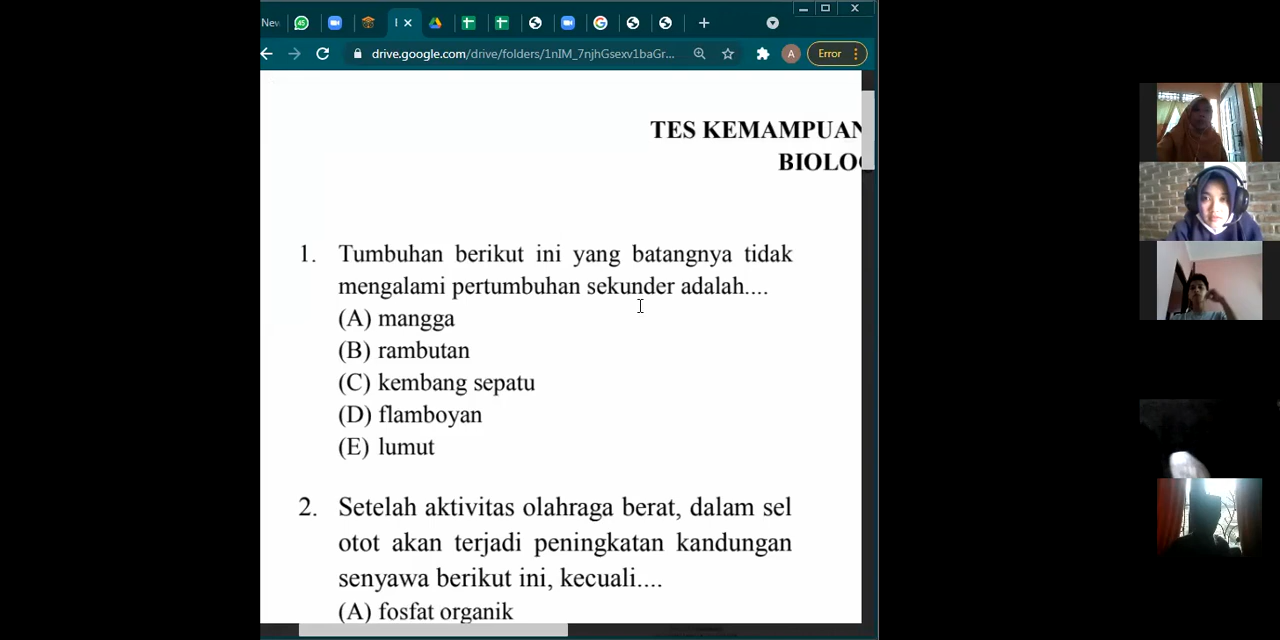 Nev
45
I
drive.google.com/drive/folders/1nIM_7njhGsexv1baGr...
A
Error
TES KEMAMPUAN
BIOLO
1. Tumbuhan berikut ini yang batangnya tidak
mengalami pertumbuhan sekunder adalah....
(A) mangga
(B) rambutan
(C) kembang sepatu
(D) flamboyan
(E) lumut
2. Setelah aktivitas olahraga berat, dalam sel
otot akan terjadi peningkatan kandungan
senyawa berikut ini, kecuali....
(A) fosfat organik